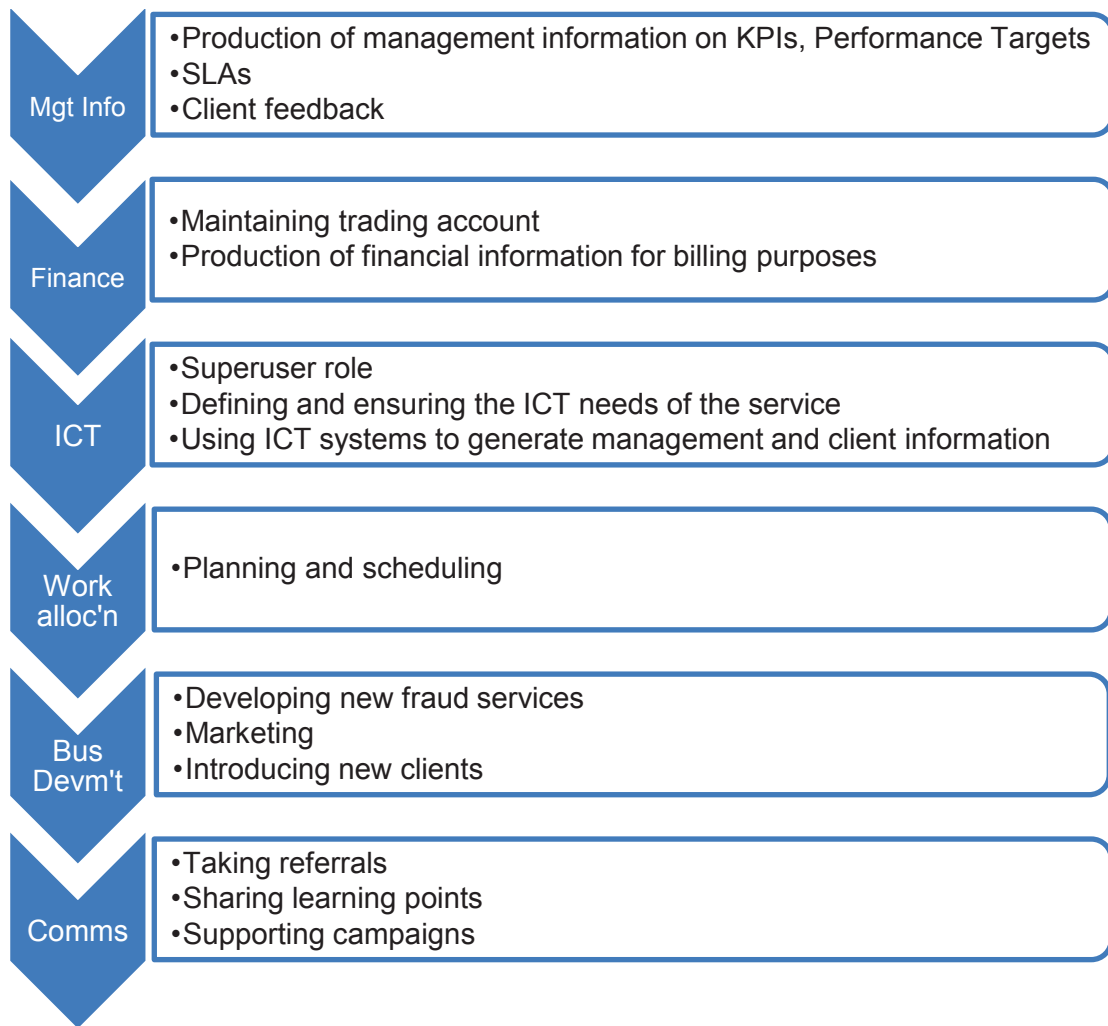 Mgt Info
•Production of management information on KPIs, Performance Targets
•SLAs
•Client feedback
Finance
•Maintaining trading account
•Production of financial information for billing purposes
ICT
•Superuser role
•Defining and ensuring the ICT needs of the service
•Using ICT systems to generate management and client information
Work
alloc'n
•Planning and scheduling
Bus
Devm't
•Developing new fraud services
•Marketing
•Introducing new clients
Comms
•Taking referrals
•Sharing learning points
•Supporting campaigns